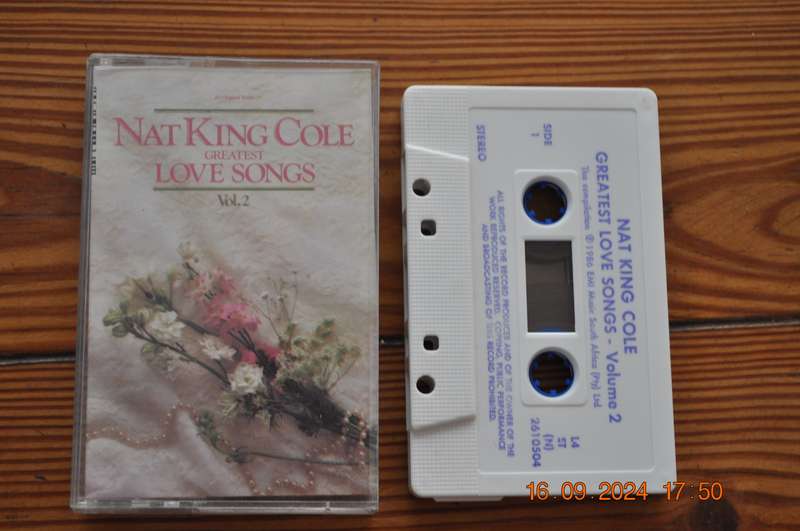 NAT KING COLE
GREATEST
LOVE SONGS
Vol. 2
NAT KING COLE
GREATEST LOVE SONGS - Volume 2
The compilation ℗ 1986 EMI Music South Africa (Pty) Ltd.
SIDE
1
STEREO
L4
ST
(N)
2610504
ALL RIGHTS OF THE RECORD PRODUCER AND OF THE OWNER OF THE
WORK REPRODUCED RESERVED. COPYING, PUBLIC PERFORMANCE
AND BROADCASTING OF THIS RECORD PROHIBITED.
16.09.2024 17:50